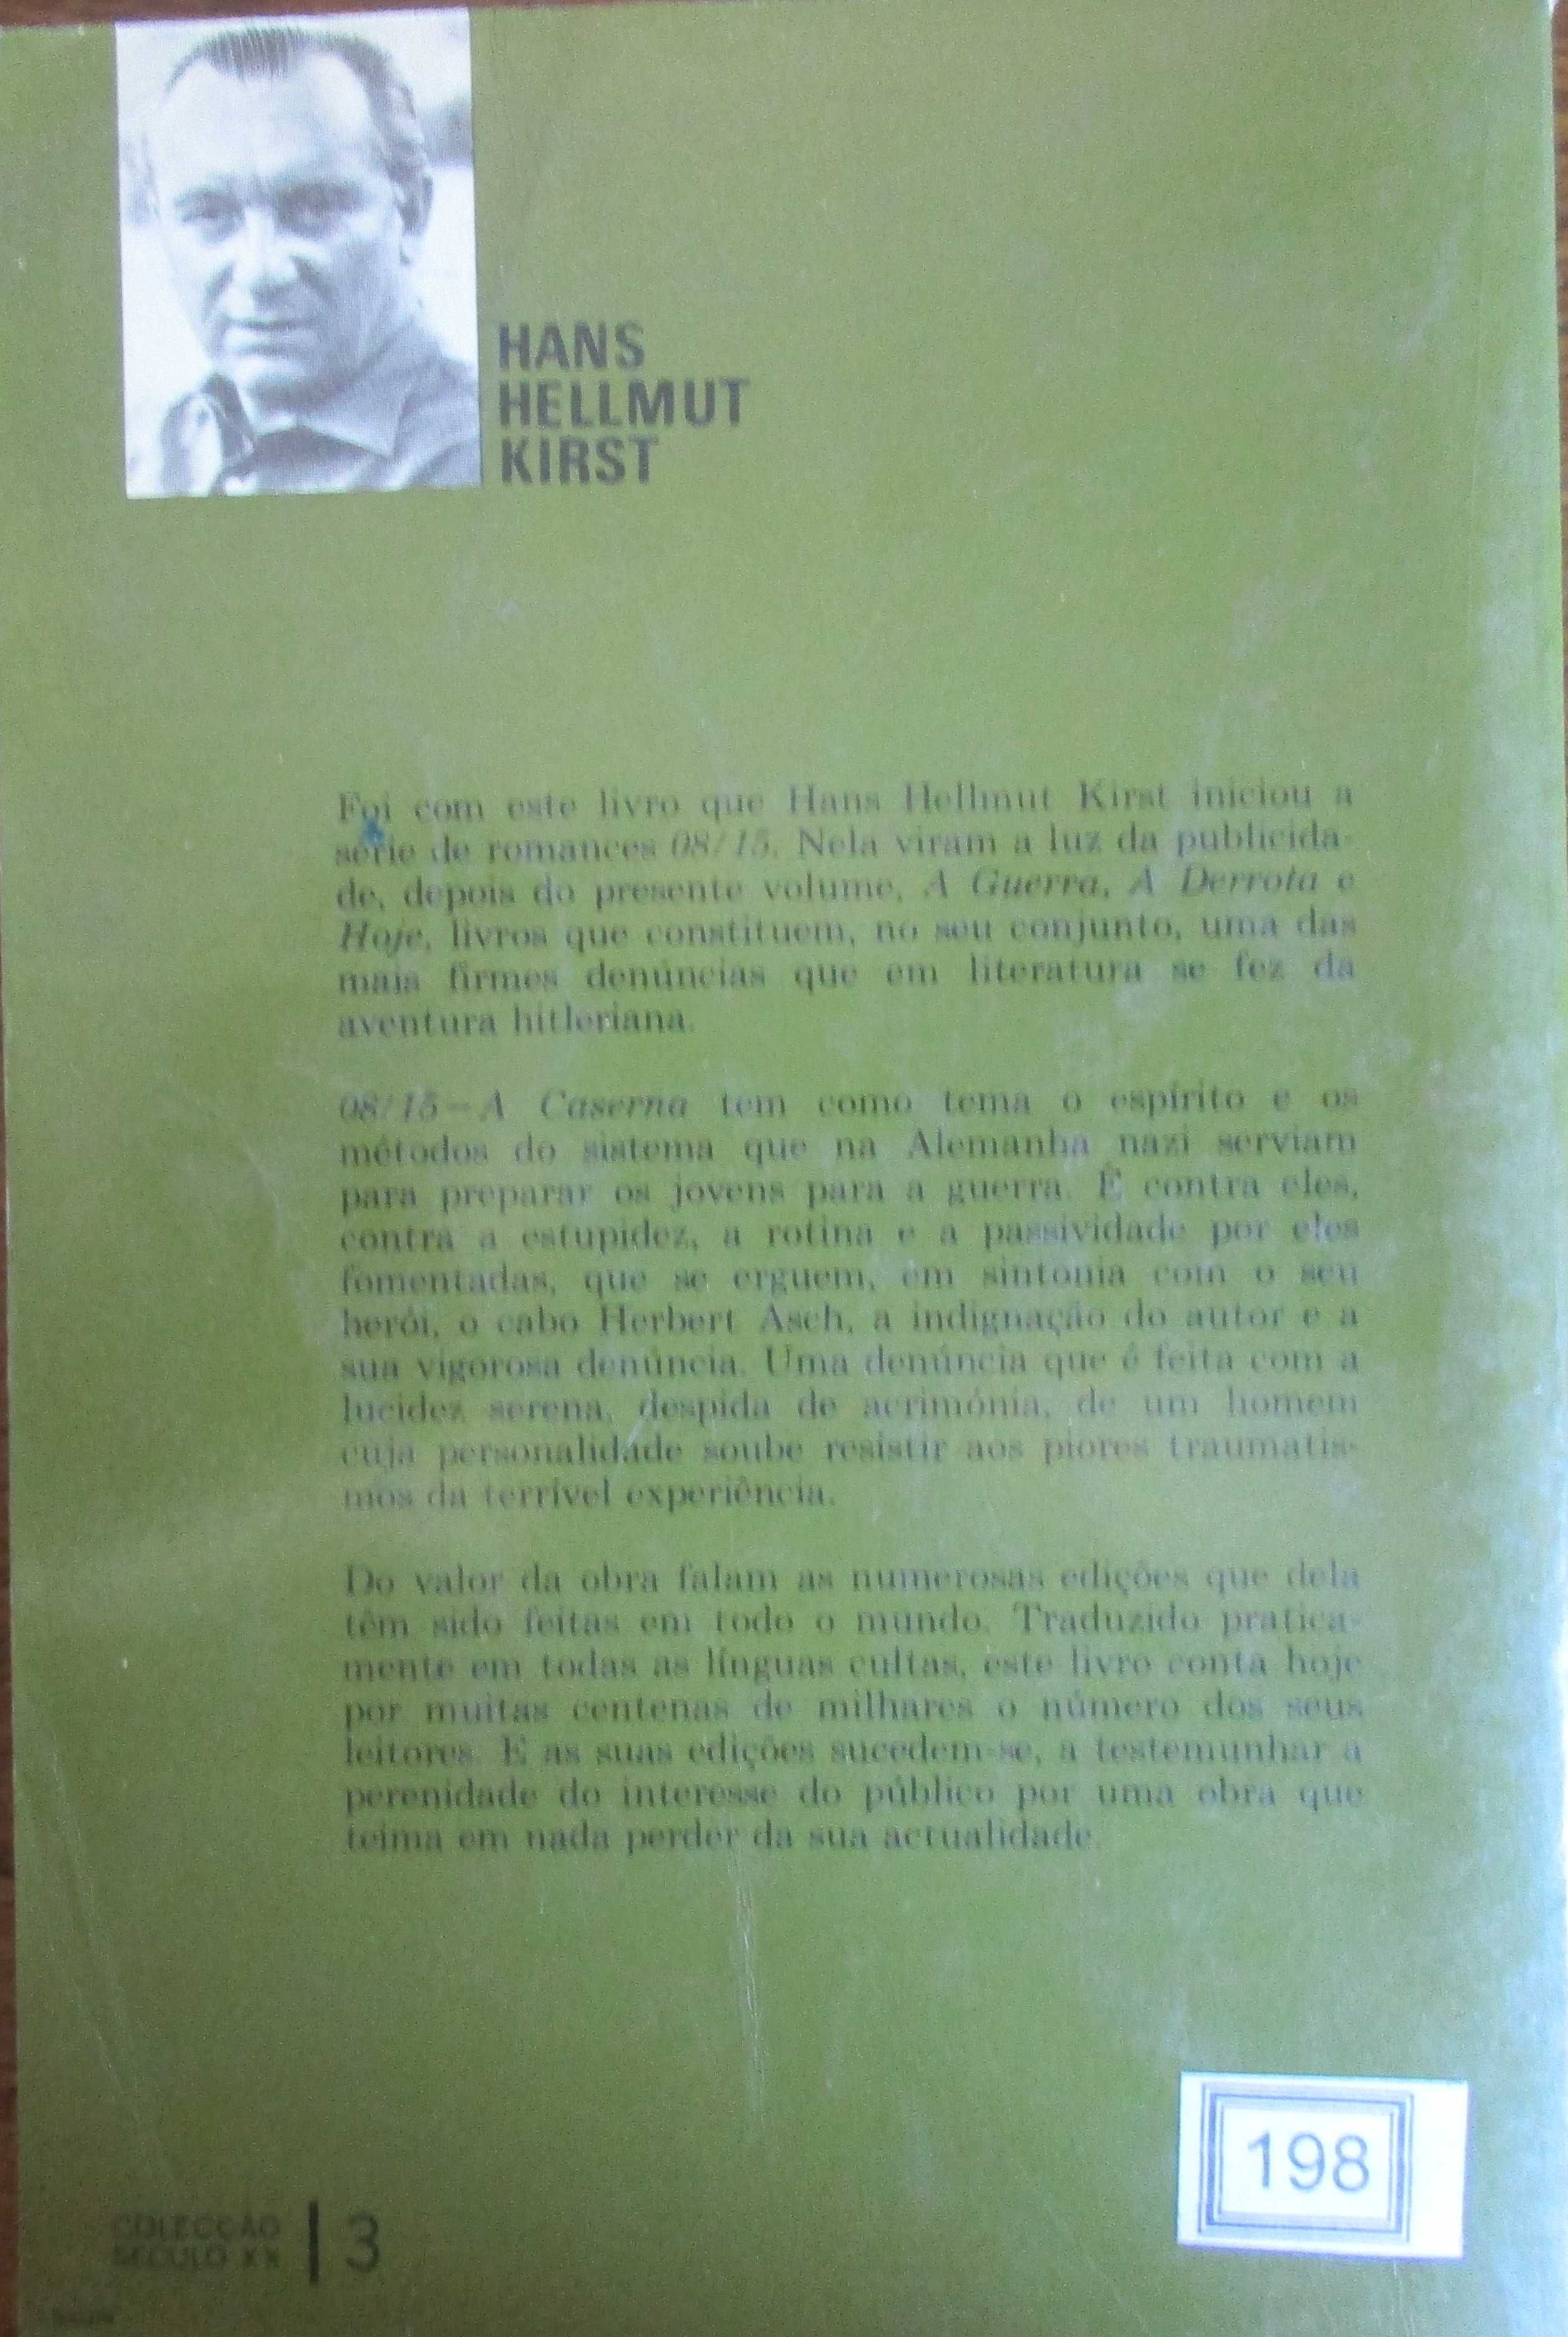 HANS
HELLMUT
KIRST
Foi com este livro que Hans Hellmut Kirst iniciou a
série de romances 08/15. Nela viram a luz da publicida-
de, depois do presente volume, A Guerra, A Derrota e
Hoje, livros que constituem, no seu conjunto, uma das
mais firmes denúncias que em literatura se fez da
aventura hitleriana.
08/15 – A Caserna tem como tema o espírito e os
métodos do sistema que na Alemanha nazi serviam
para preparar os jovens para a guerra. É contra eles,
contra a estupidez, a rotina e a passividade por eles
fomentadas, que se erguem, em sintonia com o seu
herói, o cabo Herbert Asch, a indignação do autor e a
sua vigorosa denúncia. Uma denúncia que é feita com a
lucidez serena, despida de acrimónia, de um homem
cuja personalidade soube resistir aos piores traumatis-
mos da terrível experiência.
Do valor da obra falam as numerosas edições que dela
têm sido feitas em todo o mundo. Traduzido pratica-
mente em todas as línguas cultas, este livro conta hoje
por muitas centenas de milhares o número dos seus
leitores. E as suas edições sucedem-se, a testemunhar a
perenidade do interesse do público por uma obra que
teima em nada perder da sua actualidade.
198
COLECÇÃO
SÉCULO XX | 3